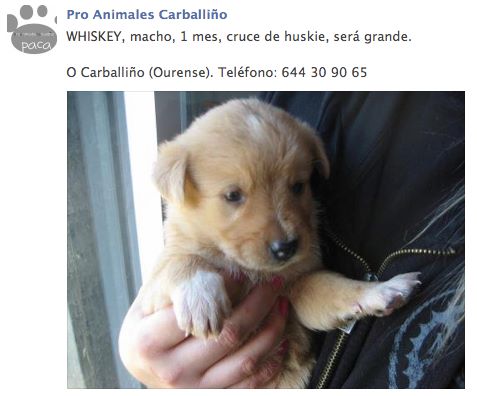 Pro Animales Carballiño
WHISKEY, macho, 1 mes, cruce de huskie, será grande.
O Carballiño (Ourense). Teléfono: 644 30 90 65
paca